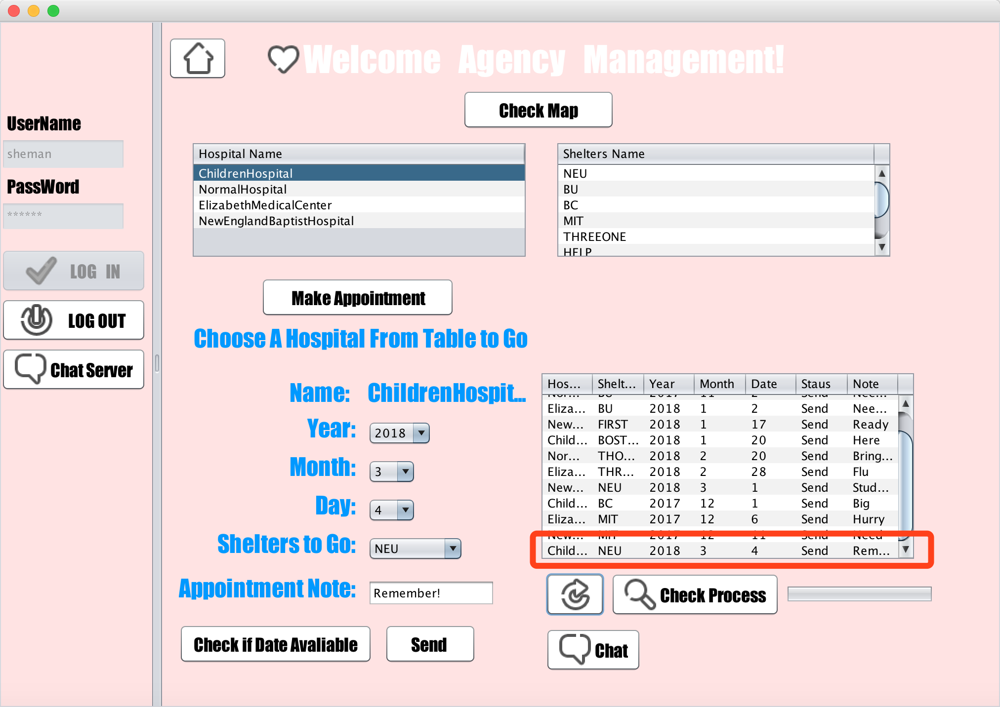 Welcome Agency Management!
Check Map
UserName
sheman
PassWord
******
LOG IN
LOG OUT
Chat Server
Hospital Name
ChildrenHospital
NormalHospital
ElizabethMedicalCenter
NewEnglandBaptistHospital
Shelters Name
NEU
BU
BC
MIT
THREEONE
HELP
Make Appointment
Choose A Hospital From Table to Go
Name: ChildrenHospit...
Year: 2018
Month: 3
Day: 4
Shelters to Go: NEU
Appointment Note: Remember!
Check if Date Avaliable
Send
Hos... Shelt... Year Month Date Staus Note
Nor... BU 2017 11 2 Send Nee...
Eliza... BU 2018 1 2 Send Nee...
New... FIRST 2018 1 17 Send Ready
Child... BOST... 2018 1 20 Send Here
Nor... THO... 2018 2 20 Send Bring...
Eliza... THR... 2018 2 28 Send Flu
New... NEU 2018 3 1 Send Stud...
Child... BC 2017 12 1 Send Big
Eliza... MIT 2017 12 6 Send Hurry
New... MIT 2017 12 11 Send Need
Child... NEU 2018 3 4 Send Rem...
Check Process
Chat